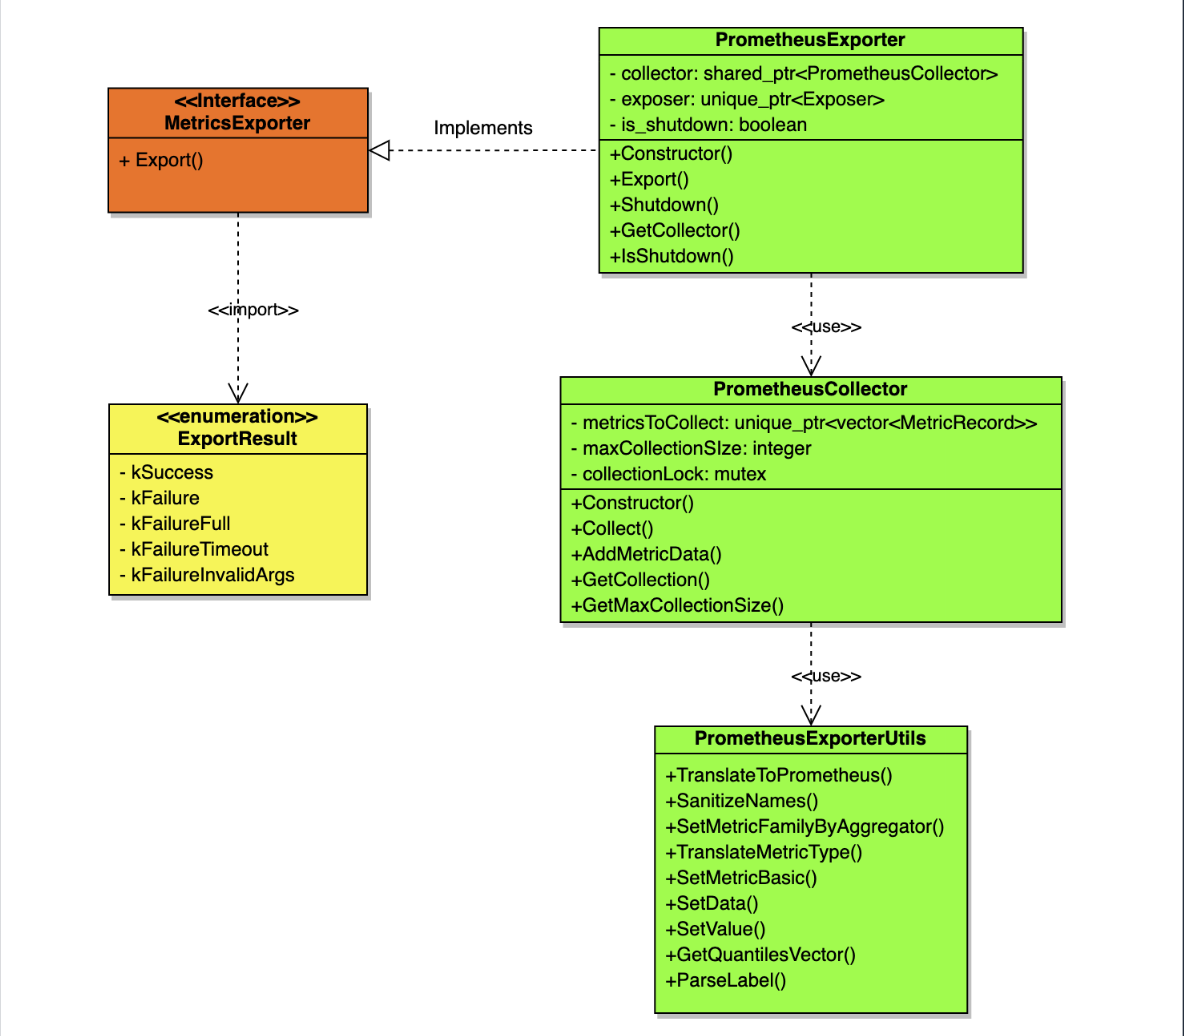 PrometheusExporter
- collector: shared_ptr<PrometheusCollector>
- exposer: unique_ptr<Exposer>
- is_shutdown: boolean
+Constructor()
+Export()
+Shutdown()
+GetCollector()
+IsShutdown()
<<Interface>>
MetricsExporter
+ Export()
Implements
<<import>>
<<use>>
<<enumeration>>
ExportResult
- kSuccess
- kFailure
- kFailureFull
- kFailureTimeout
- kFailureInvalidArgs
PrometheusCollector
- metricsToCollect: unique_ptr<vector<MetricRecord>>
- maxCollectionSIze: integer
- collectionLock: mutex
+Constructor()
+Collect()
+AddMetricData()
+GetCollection()
+GetMaxCollectionSize()
<<use>>
PrometheusExporterUtils
+TranslateToPrometheus()
+SanitizeNames()
+SetMetricFamilyByAggregator()
+TranslateMetricType()
+SetMetricBasic()
+SetData()
+SetValue()
+GetQuantilesVector()
+ParseLabel()